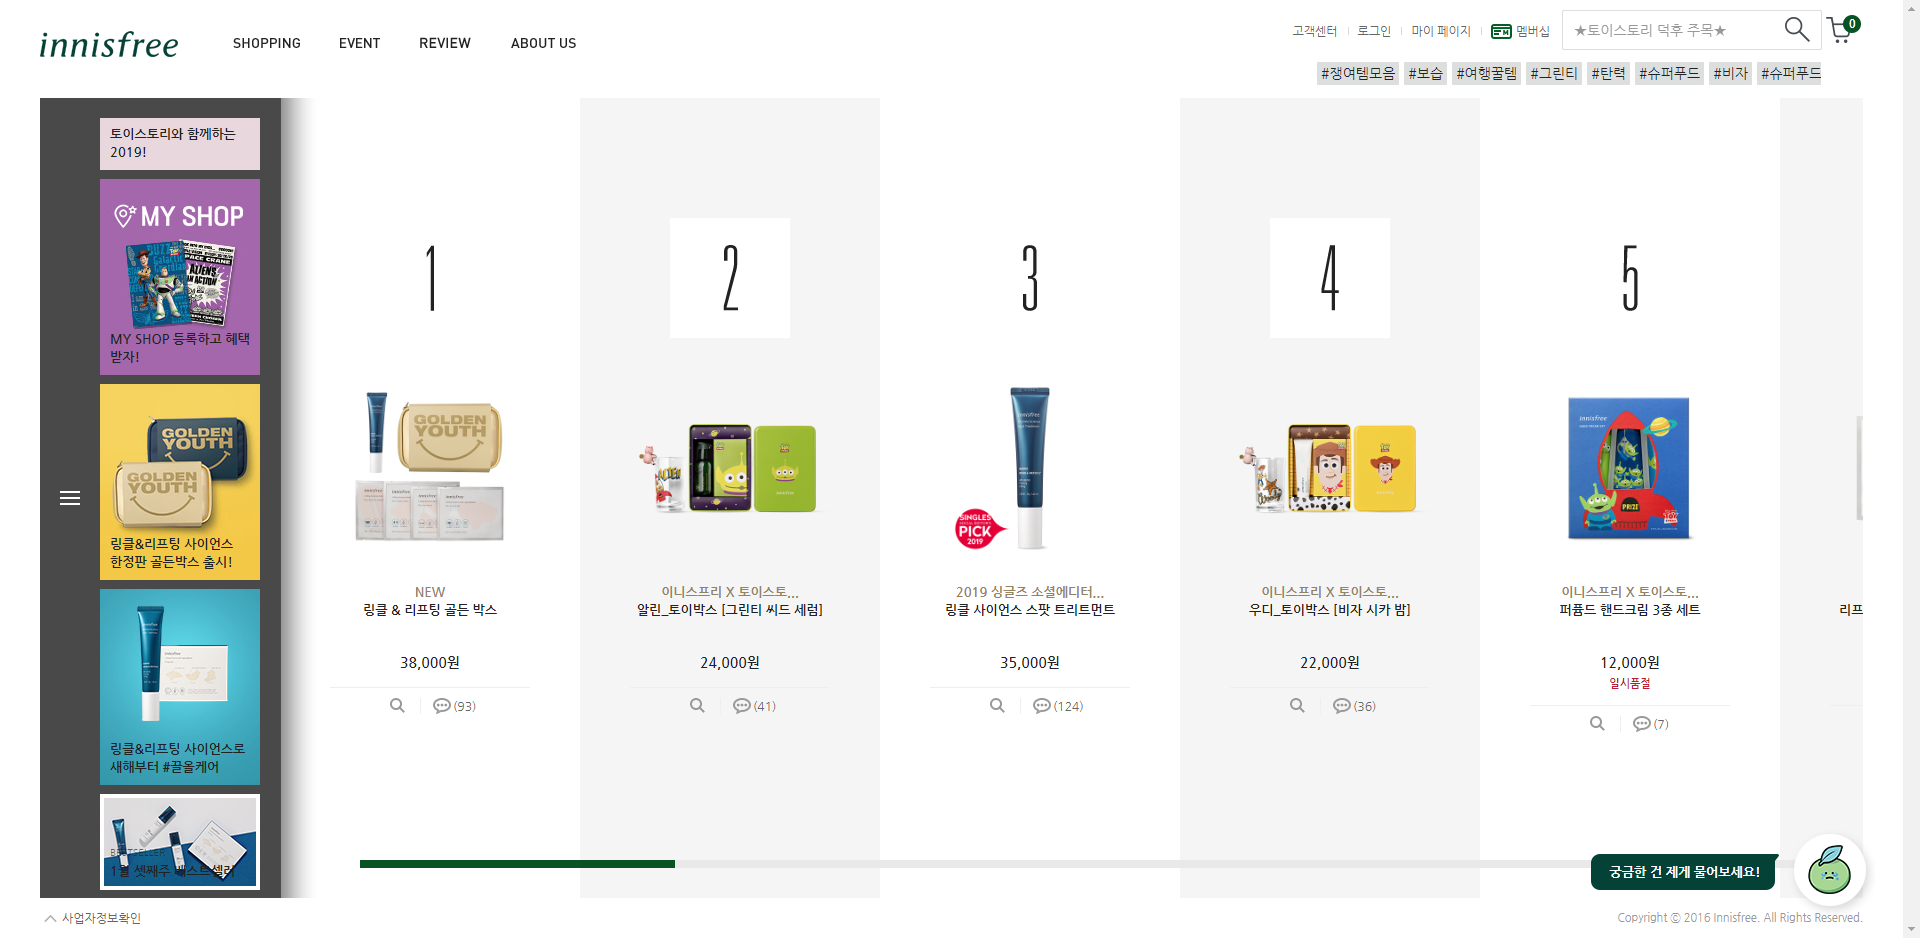 innisfree
SHOPPING
EVENT
REVIEW
ABOUT US
고객센터
로그인
마이 페이지
멤버십
★토이스토리 덕후 주목★
0
#쟁여템모음 #보습 #여행꿀템 #그린티 #탄력 #슈퍼푸드 #비자 #슈퍼푸드
토이스토리와 함께하는
2019!
MY SHOP
MY SHOP 등록하고 혜택
받자!
GOLDEN
YOUTH
GOLDEN
YOUTH
링클&리프팅 사이언스
한정판 골든박스 출시!
링클&리프팅 사이언스로
새해부터 #끌올케어
BESTSELLER
1월 셋째주 베스트셀러
1
GOLDEN
YOUTH
NEW
링클 & 리프팅 골든 박스
38,000원
(93)
2
이니스프리 X 토이스토...
알린_토이박스 [그린티 씨드 세럼]
24,000원
(41)
3
innisfree
SINGLES
PICK
2019
2019 싱글즈 소셜에디터...
링클 사이언스 스팟 트리트먼트
35,000원
(124)
4
이니스프리 X 토이스토...
우디_토이박스 [비자 시카 밤]
22,000원
(36)
5
innisfree
PRIZE
이니스프리 X 토이스토...
퍼퓸드 핸드크림 3종 세트
12,000원
일시품절
(7)
리프
궁금한 건 제게 물어보세요!
사업자정보확인
Copyright ⓒ 2016 Innisfree. All Rights Reserved.